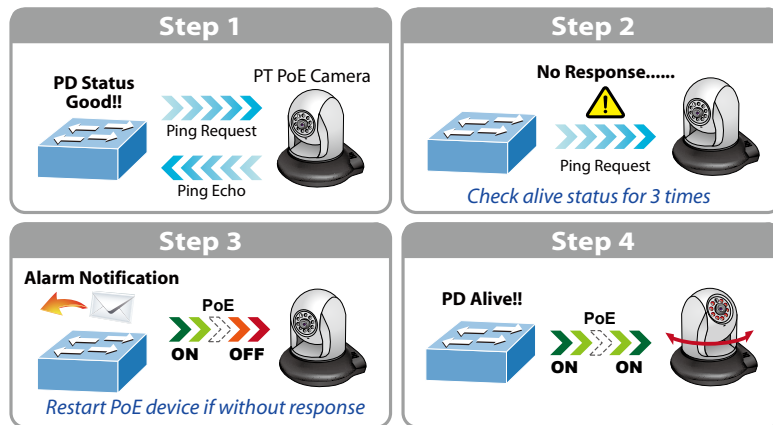 Step 1
PD Status
Good!!
PT PoE Camera
Ping Request
Ping Echo
Step 2
No Response......
Ping Request
Check alive status for 3 times
Step 3
Alarm Notification
PoE
ON OFF
Restart PoE device if without response
Step 4
PD Alive!!
PoE
ON ON